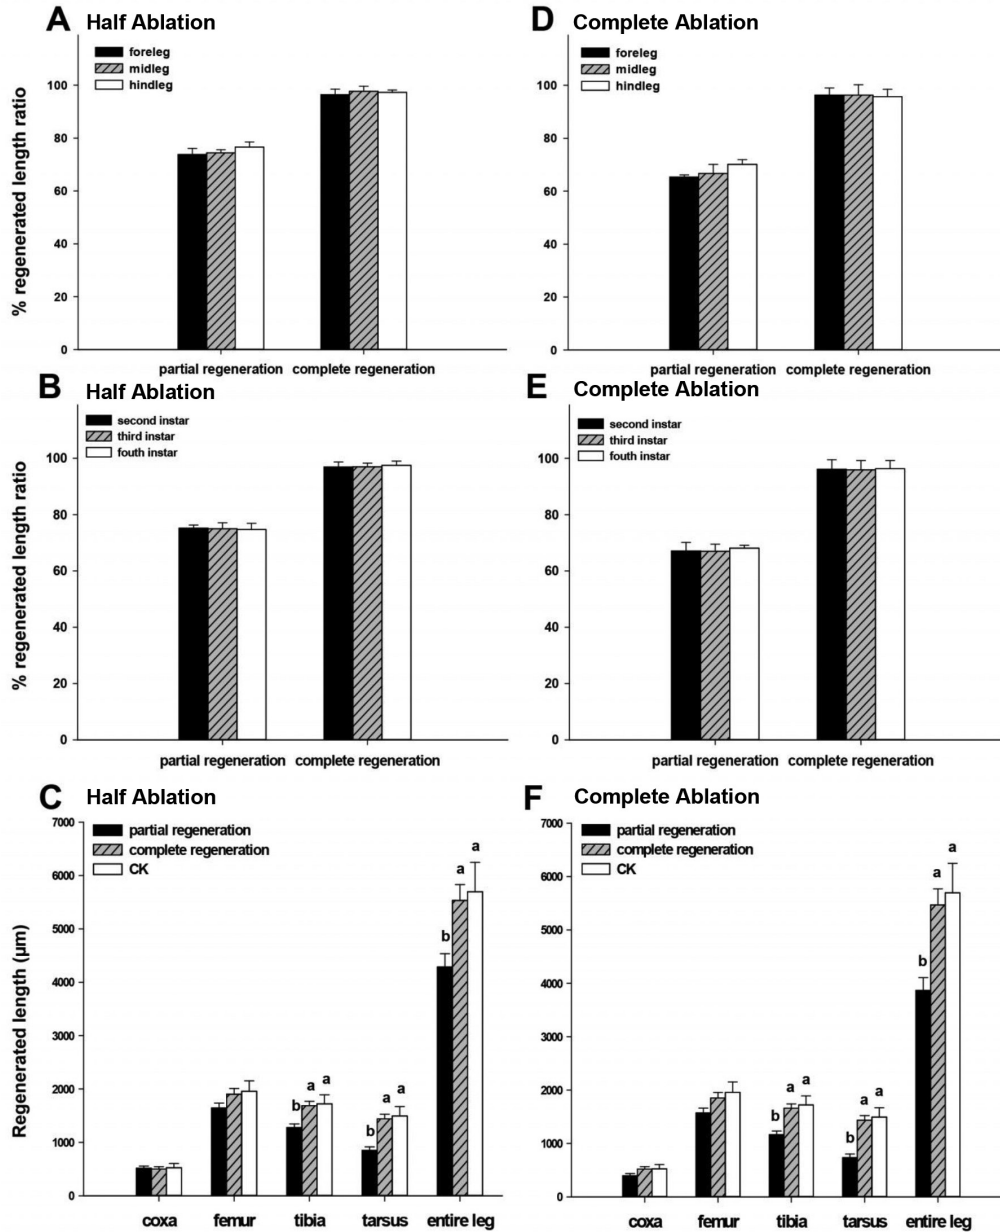 A Half Ablation
foreleg
midleg
hindleg
% regenerated length ratio
100
80
60
40
20
0
partial regeneration complete regeneration
D Complete Ablation
foreleg
midleg
hindleg
100
80
60
40
20
0
partial regeneration complete regeneration
B Half Ablation
second instar
third instar
fouth instar
% regenerated length ratio
100
80
60
40
20
0
partial regeneration complete regeneration
E Complete Ablation
second instar
third instar
fouth instar
100
80
60
40
20
0
partial regeneration complete regeneration
C Half Ablation
partial regeneration
complete regeneration
CK
Regenerated length (μm)
7000
6000
5000
4000
3000
2000
1000
0
b a a
b a a
b a a
coxa femur tibia tarsus entire leg
F Complete Ablation
partial regeneration
complete regeneration
CK
7000
6000
5000
4000
3000
2000
1000
0
b a a
b a a
b a a
coxa femur tibia tarsus entire leg